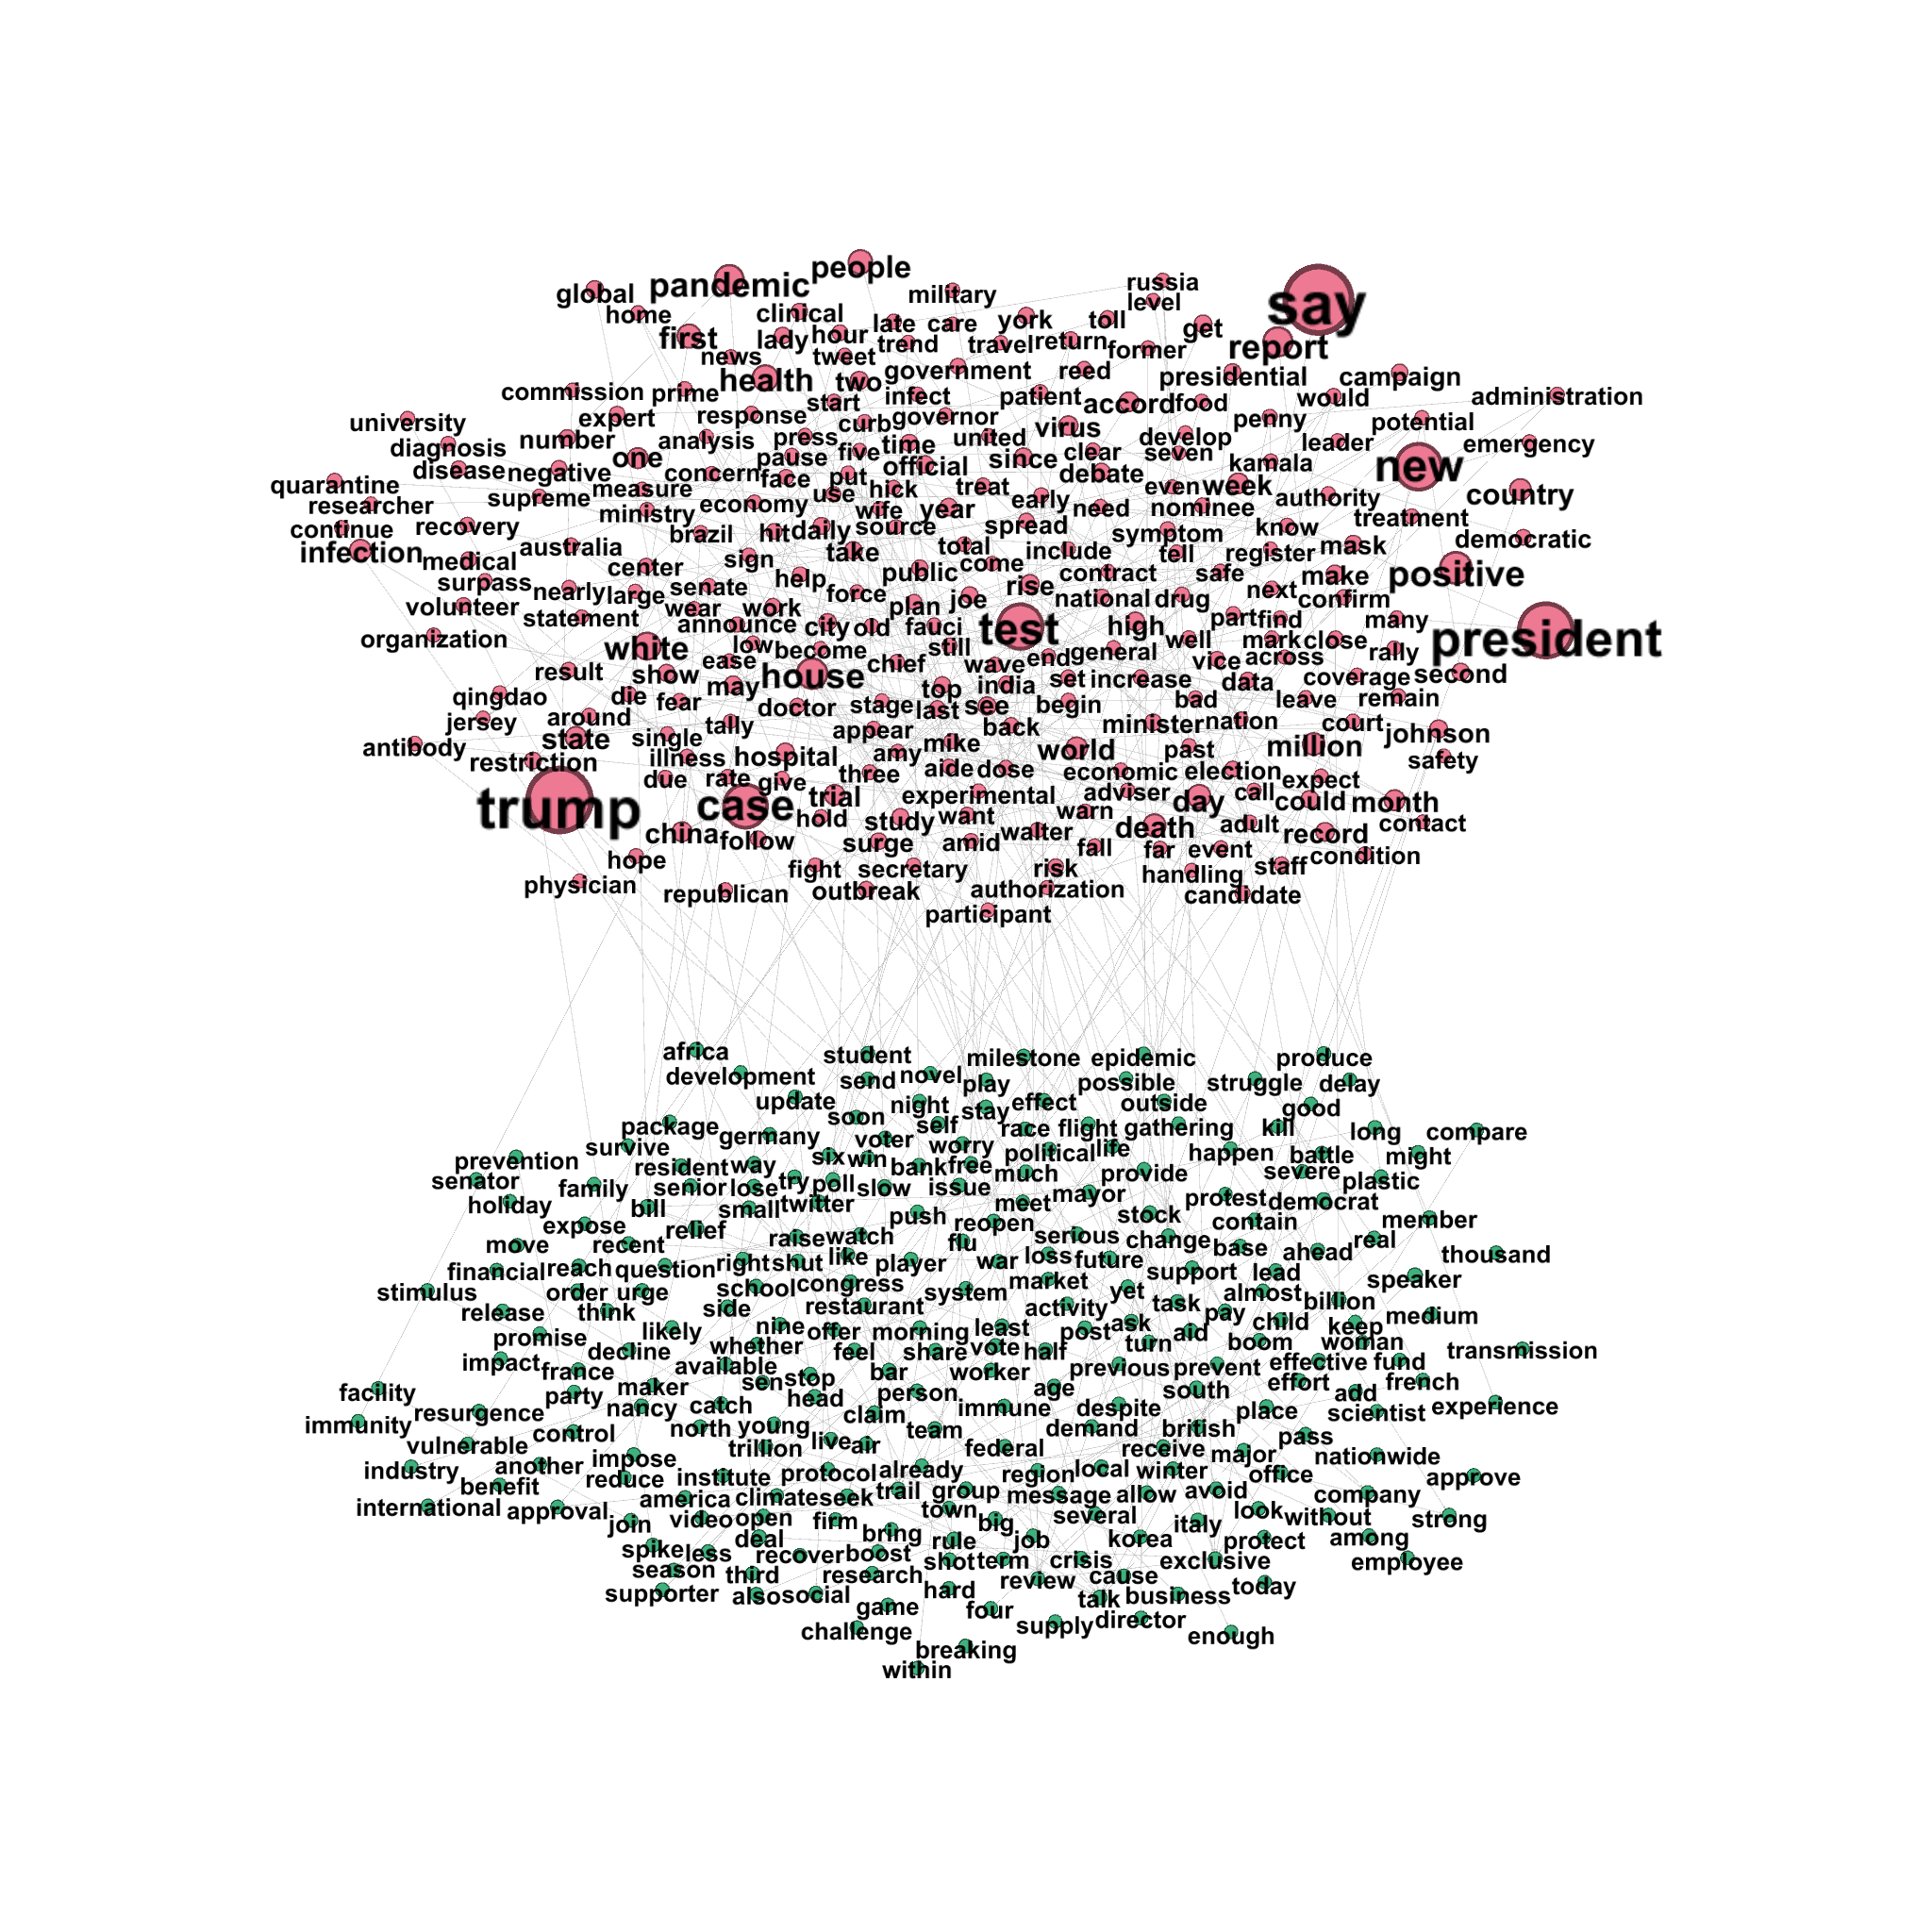 people
pandemic
russia
global
military
level
say
home
clinical
late
care
york
toll
get
first
lady
hour
trend
travel
return
former
report
news
tweet
health
two
government
reed
presidential
campaign
commission
prime
start
infect
patient
accord
food
would
administration
university
expert
response
curb
governor
virus
penny
potential
diagnosis
number
analysis
press
five
time
united
develop
leader
emergency
disease
negative
one
concern
pause
face
put
official
since
clear
debate
seven
kamala
new
quarantine
supreme
measure
use
hick
treat
early
even
week
authority
country
researcher
ministry
economy
wife
year
need
nominee
treatment
continue
recovery
brazil
hit
daily
source
spread
symptom
know
democratic
infection
medical
australia
center
sign
take
total
include
tell
register
mask
surpass
nearly
large
senate
help
public
come
contract
safe
next
make
positive
volunteer
statement
wear
work
force
plan
joe
rise
national
drug
confirm
organization
announce
city
old
fauci
test
high
part
find
many
president
white
low
become
still
general
well
mark
close
rally
result
show
ease
chief
wave
end
vice
across
second
qingdao
die
fear
may
house
top
india
set
increase
data
coverage
jersey
around
tally
doctor
stage
last
see
begin
bad
leave
remain
antibody
state
single
appear
back
minister
nation
court
johnson
restriction
illness
hospital
amy
mike
world
past
million
safety
due
rate
give
three
aide
dose
economic
election
expect
trump
case
trial
experimental
adviser
day
call
could
month
china
follow
hold
study
want
walter
warn
death
adult
record
contact
hope
surge
amid
fall
far
event
condition
physician
fight
secretary
risk
handling
staff
republican
outbreak
authorization
candidate
participant
africa
student
milestone
epidemic
produce
development
send
novel
play
possible
struggle
delay
update
soon
night
stay
effect
outside
good
package
germany
self
race
flight
gathering
kill
long
compare
survive
voter
worry
political
life
happen
battle
might
prevention
resident
way
six
win
bank
free
much
provide
severe
plastic
senator
family
senior
lose
try
poll
slow
issue
mayor
protest
democrat
holiday
bill
small
twitter
meet
stock
contain
member
expose
relief
push
reopen
serious
change
base
ahead
real
thousand
move
recent
raise
watch
flu
financial
reach
question
right
shut
like
player
war
loss
future
support
lead
speaker
stimulus
order
urge
school
congress
system
market
yet
almost
billion
medium
release
think
side
restaurant
activity
task
pay
child
keep
promise
likely
nine
offer
morning
least
post
ask
turn
aid
boom
woman
transmission
impact
decline
whether
feel
share
vote
half
previous
prevent
effective
fund
france
available
bar
worker
facility
party
maker
sen
stop
head
person
age
south
effort
add
french
immunity
resurgence
nancy
catch
claim
immune
despite
place
scientist
experience
vulnerable
control
north
young
team
demand
british
pass
industry
another
impose
trillion
live
air
federal
receive
major
nationwide
benefit
reduce
institute
protocol
already
region
local
winter
office
approve
international
approval
america
climate
seek
trail
group
message
allow
avoid
company
join
video
open
firm
town
big
several
italy
look
without
strong
spike
less
deal
bring
rule
job
korea
protect
among
season
recover
boost
shot
term
crisis
exclusive
employee
supporter
third
research
hard
review
cause
today
also
social
game
four
talk
business
challenge
supply
director
enough
breaking
within